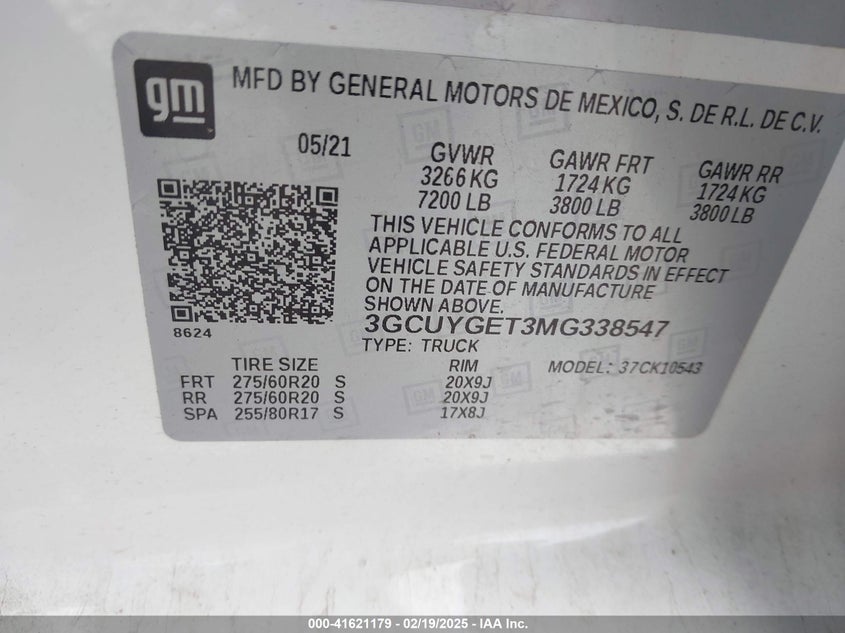 gm
MFD BY GENERAL MOTORS DE MEXICO, S. DE R.L. DE C.V.
05/21 GVWR GAWR FRT GAWR RR
3266 KG 1724 KG 1724 KG
7200 LB 3800 LB 3800 LB
THIS VEHICLE CONFORMS TO ALL
APPLICABLE U.S. FEDERAL MOTOR
VEHICLE SAFETY STANDARDS IN EFFECT
ON THE DATE OF MANUFACTURE
SHOWN ABOVE.
8624 3GCUYGET3MG338547
TYPE: TRUCK
TIRE SIZE RIM MODEL: 37CK10543
FRT 275/60R20 S 20X9J
RR 275/60R20 S 20X9J
SPA 255/80R17 S 17X8J
000-41621179 - 02/19/2025 - IAA Inc.